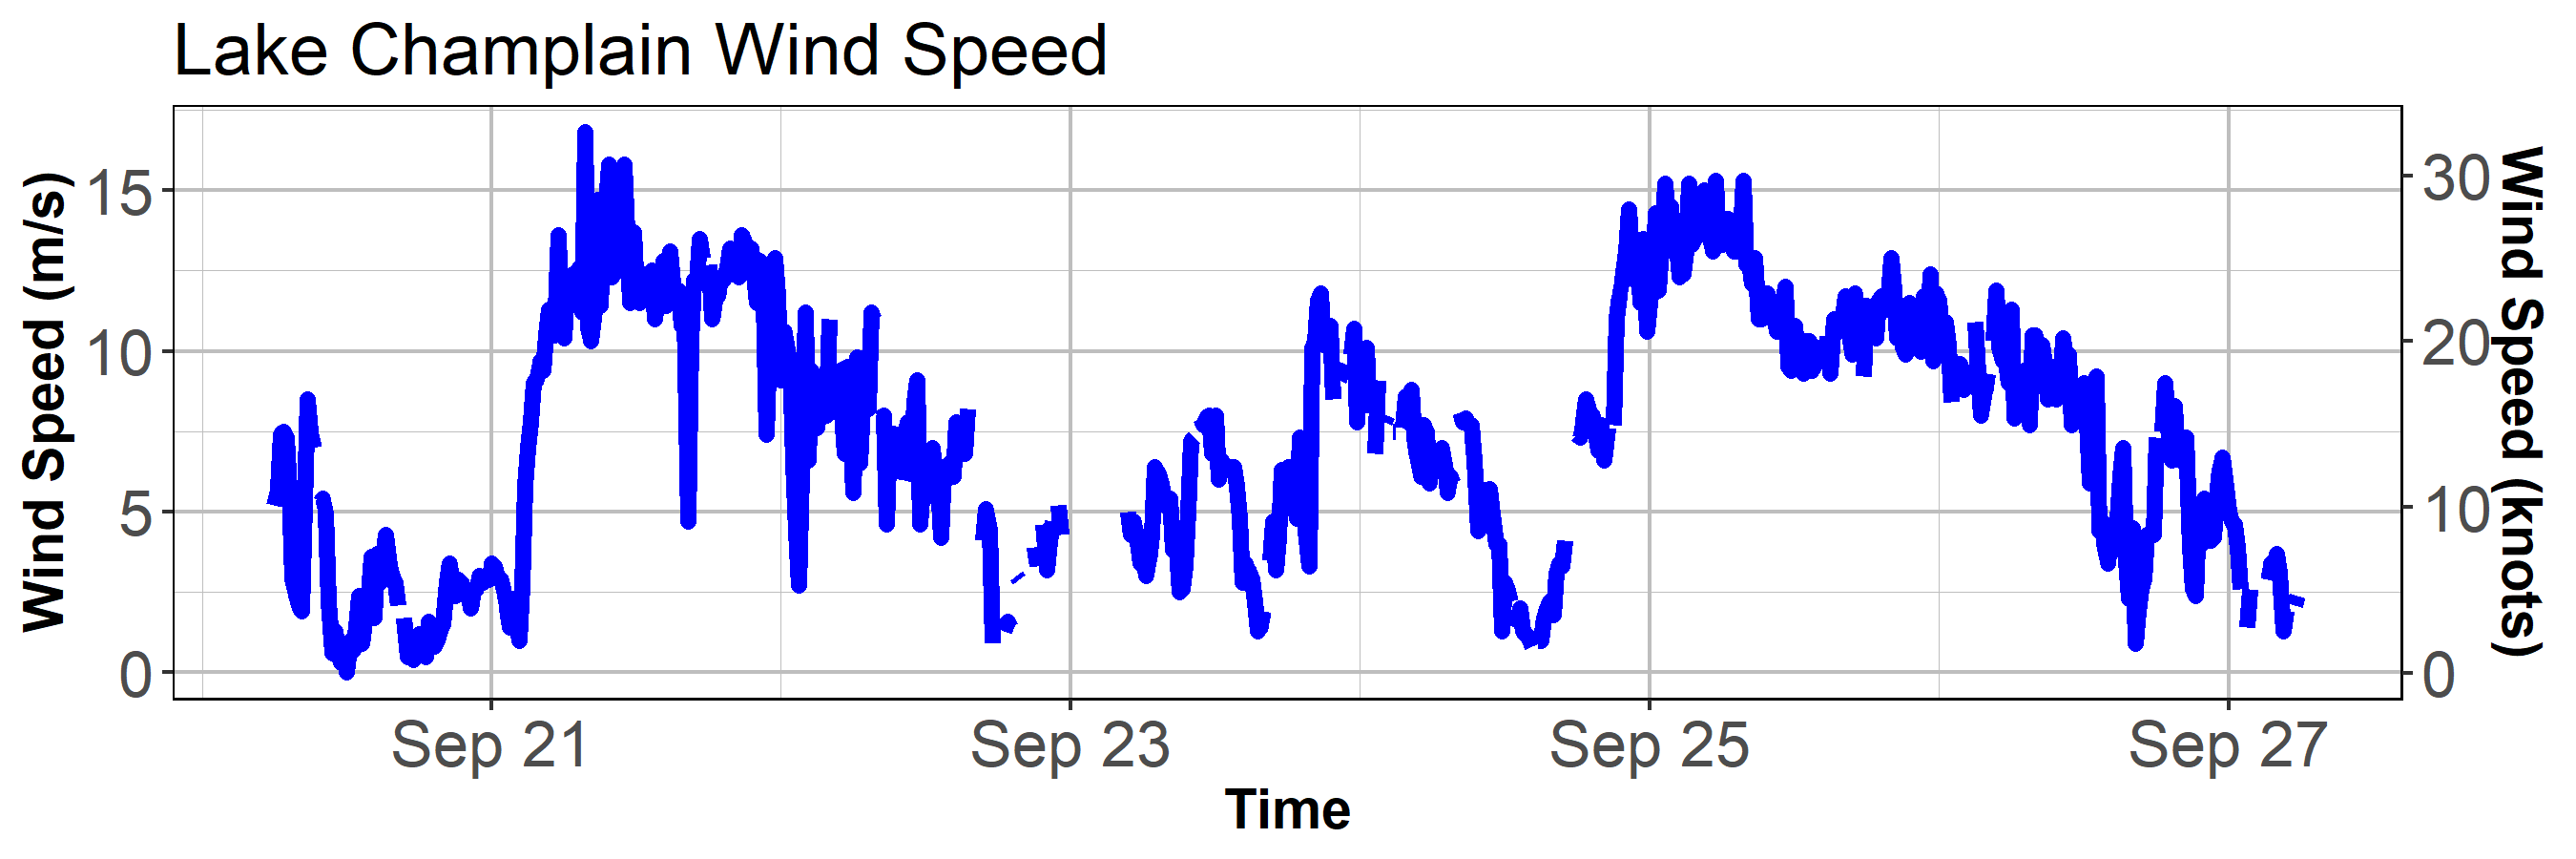 Lake Champlain Wind Speed
Wind Speed (m/s)
15
10
5
0
30
20
10
0
Wind Speed (knots)
Sep 21
Sep 23
Sep 25
Sep 27
Time